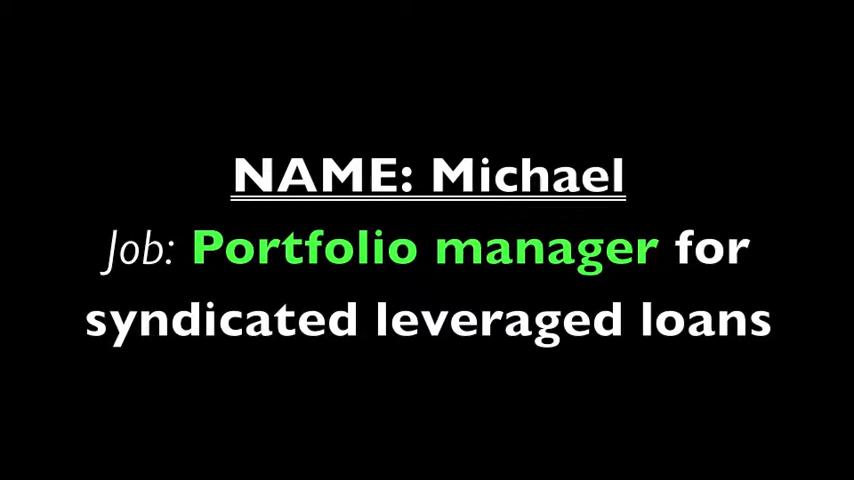 NAME: Michael
Job: Portfolio manager for
syndicated leveraged loans